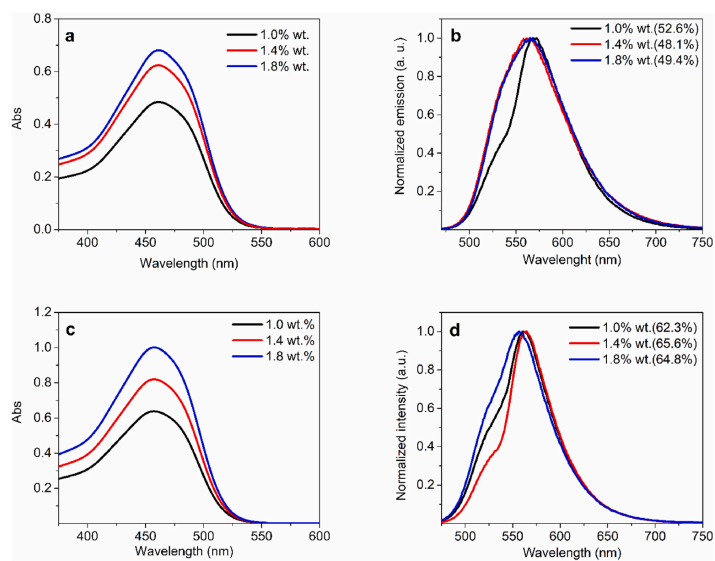 a
1.0% wt.
1.4% wt.
1.8% wt.
Abs
0.8
0.6
0.4
0.2
0.0
400 450 500 550 600
Wavelength (nm)
b
1.0% wt.(52.6%)
1.4% wt.(48.1%)
1.8% wt.(49.4%)
Normalized emission (a. u.)
1.0
0.8
0.6
0.4
0.2
500 550 600 650 700 750
Wavelenght (nm)
c
1.0 wt.%
1.4 wt.%
1.8 wt.%
Abs
1.2
1.0
0.8
0.6
0.4
0.2
400 450 500 550 600
Wavelength (nm)
d
1.0% wt.(62.3%)
1.4% wt.(65.6%)
1.8% wt.(64.8%)
Normalized intensity (a.u.)
1.0
0.8
0.6
0.4
0.2
500 550 600 650 700 750
Wavelenght (nm)